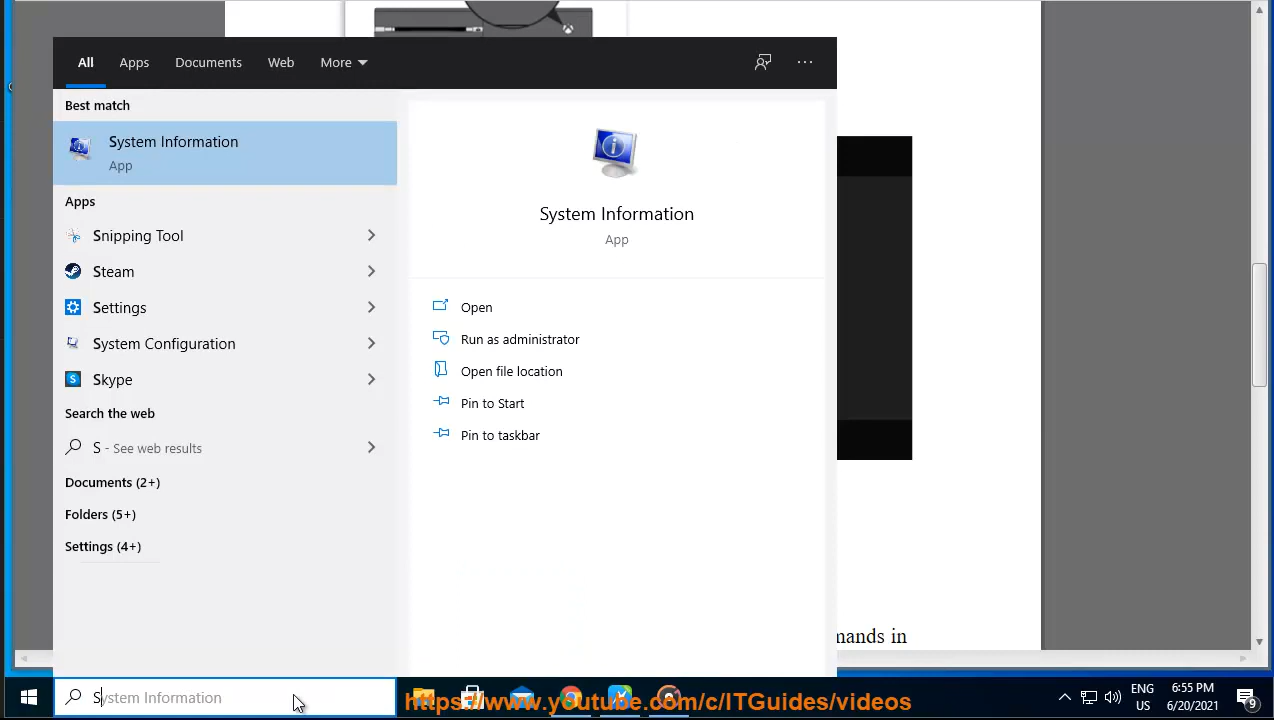 All Apps Documents Web More
Best match
System Information
App
Apps
Snipping Tool
Steam
Settings
System Configuration
Skype
Search the web
S - See web results
Documents (2+)
Folders (5+)
Settings (4+)
System Information
App
Open
Run as administrator
Open file location
Pin to Start
Pin to taskbar
mands in
System Information
https://www.youtube.com/c/ITGuides/videos
ENG
US
6:55 PM
6/20/2021
9